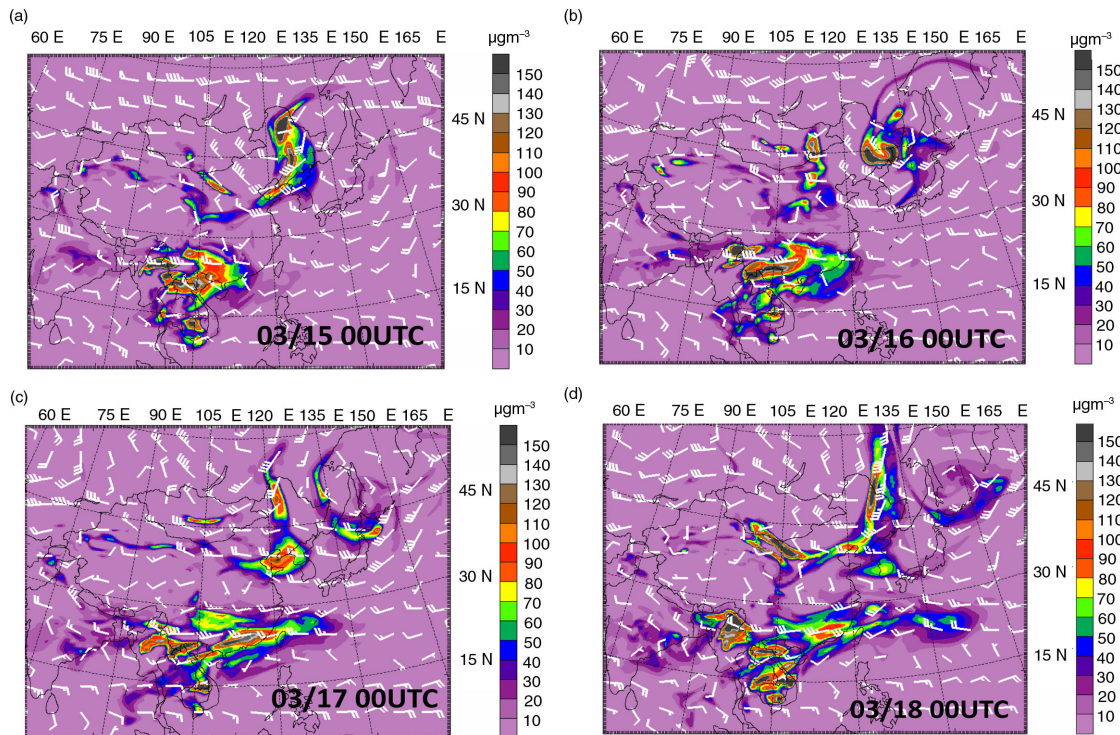 (a)
60 E 75 E 90 E 105 E 120 E 135 E 150 E 165 E
µgm⁻³
150
140
130
120
110
100
90
80
70
60
50
40
30
20
10
45 N
30 N
15 N
03/15 00UTC
(b)
60 E 75 E 90 E 105 E 120 E 135 E 150 E 165 E
µgm⁻³
150
140
130
120
110
100
90
80
70
60
50
40
30
20
10
45 N
30 N
15 N
03/16 00UTC
(c)
60 E 75 E 90 E 105 E 120 E 135 E 150 E 165 E
µgm⁻³
150
140
130
120
110
100
90
80
70
60
50
40
30
20
10
45 N
30 N
15 N
03/17 00UTC
(d)
60 E 75 E 90 E 105 E 120 E 135 E 150 E 165 E
µgm⁻³
150
140
130
120
110
100
90
80
70
60
50
40
30
20
10
45 N
30 N
15 N
03/18 00UTC